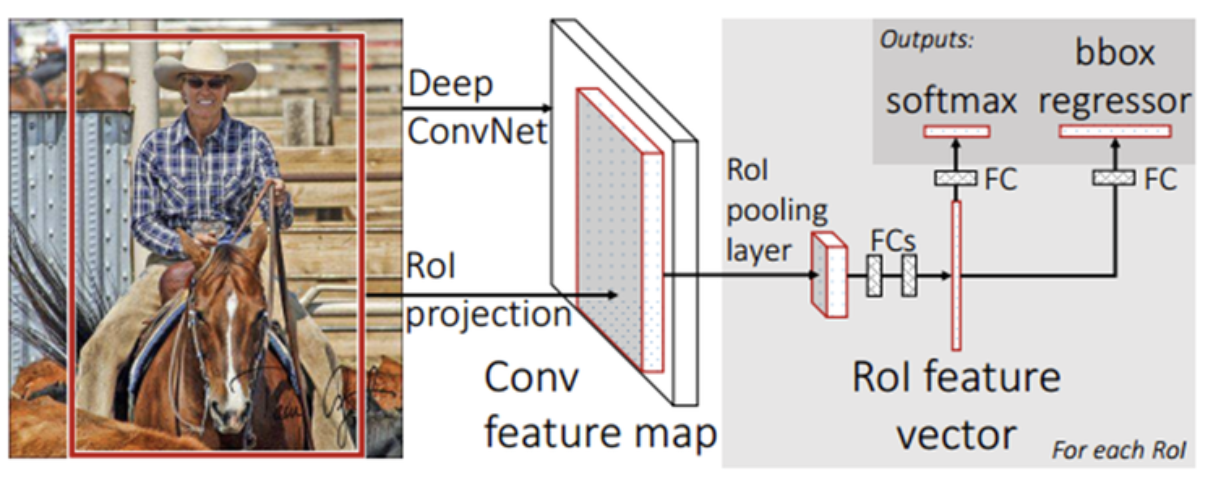 Deep
ConvNet
RoI
projection
Conv
feature map
RoI
pooling
layer
FCs
RoI feature
vector
For each RoI
Outputs:
softmax
bbox
regressor
FC
FC